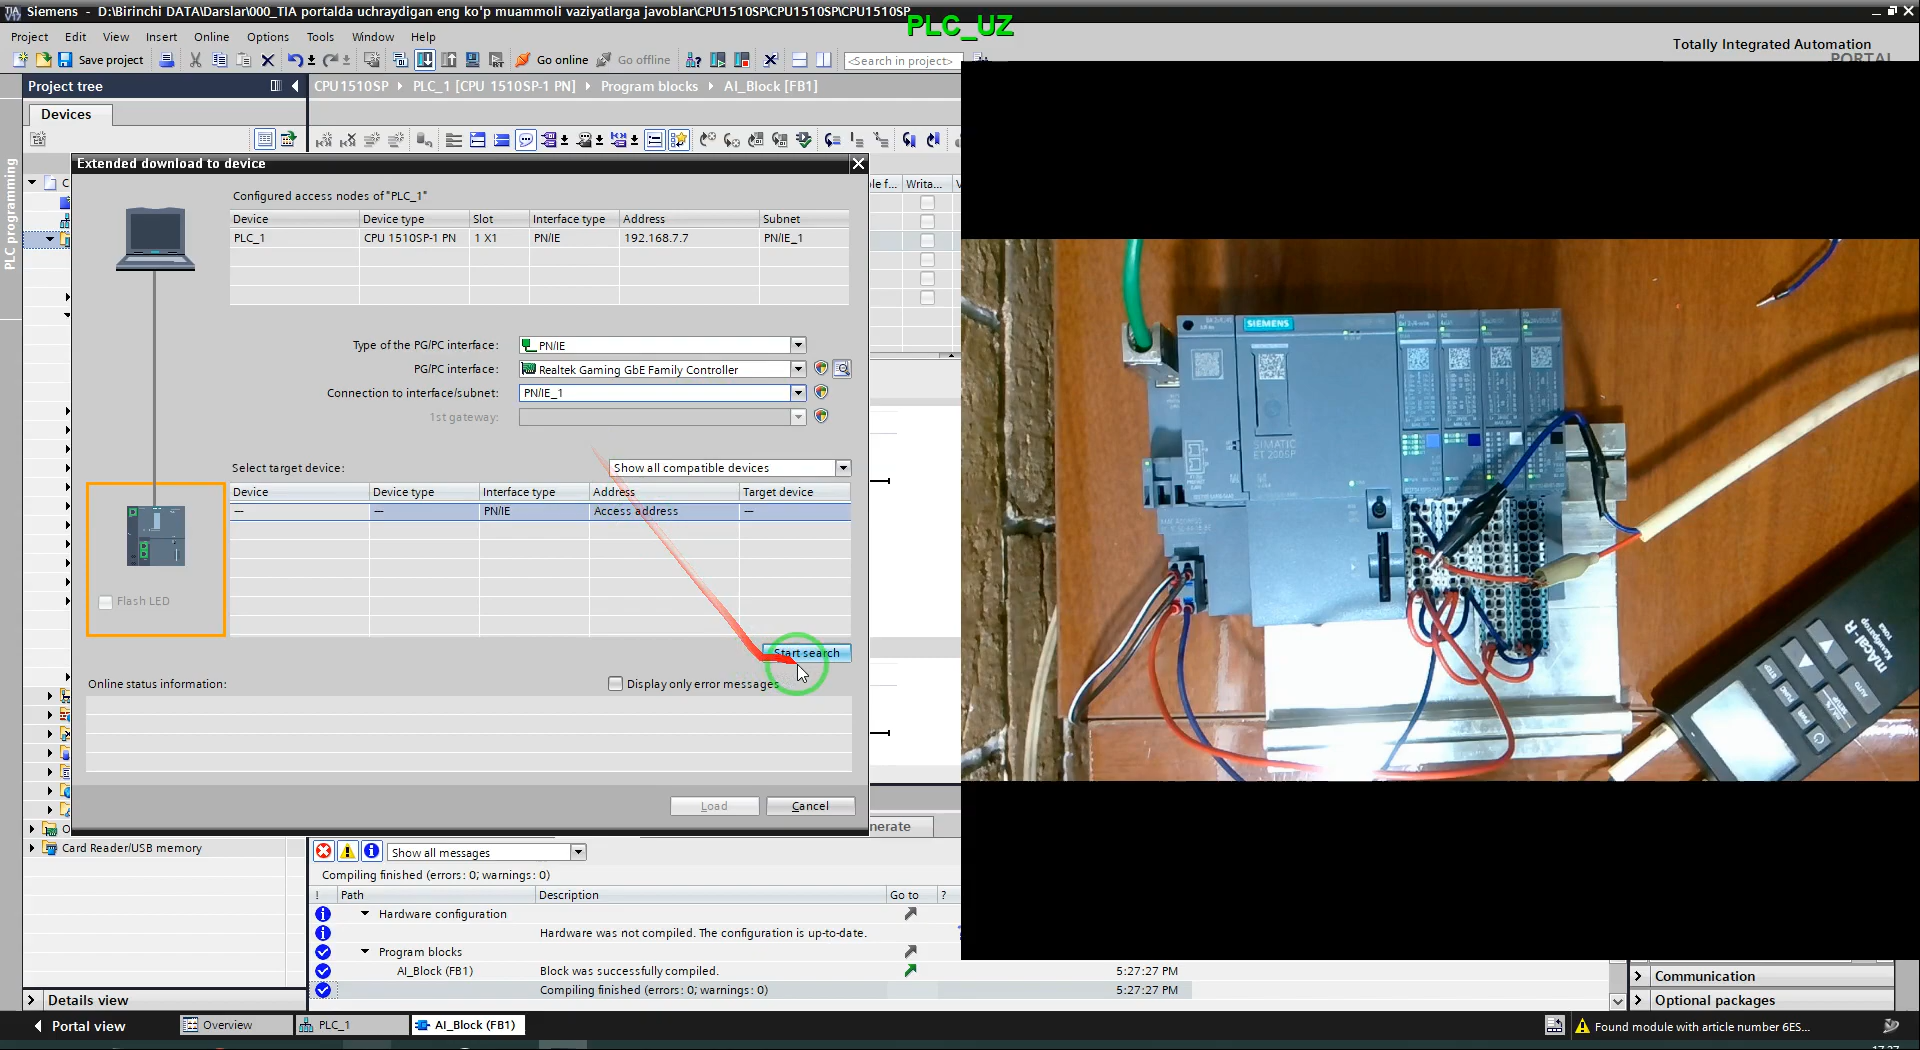 Siemens - D:\Birinchi DATA\Darslar\000_TIA portalda uchraydigan eng ko'p muammoli vaziyatlarga javoblar\CPU1510SP\CPU1510SP\CPU1510SP
PLC_UZ
Project Edit View Insert Online Options Tools Window Help
Totally Integrated Automation
PORTAL
Save project Go online Go offline <Search in project>
Project tree
CPU1510SP PLC_1 [CPU 1510SP-1 PN] Program blocks AI_Block [FB1]
Devices
PLC programming
Extended download to device
Writa...
Configured access nodes of "PLC_1"
Device Device type Slot Interface type Address Subnet
PLC_1 CPU 1510SP-1 PN 1 X1 PN/IE 192.168.7.7 PN/IE_1
Type of the PG/PC interface: PN/IE
PG/PC interface: Realtek Gaming GbE Family Controller
Connection to interface/subnet: PN/IE_1
1st gateway:
Select target device: Show all compatible devices
Device Device type Interface type Address Target device
— — PN/IE Access address —
Flash LED
Start search
Online status information: Display only error messages
Load Cancel
nerate
Card Reader/USB memory
Show all messages
Compiling finished (errors: 0; warnings: 0)
! Path Description Go to ?
Hardware configuration
Hardware was not compiled. The configuration is up-to-date.
Program blocks
AI_Block (FB1) Block was successfully compiled. 5:27:27 PM
Compiling finished (errors: 0; warnings: 0) 5:27:27 PM
Details view
Communication
Optional packages
Portal view Overview PLC_1 AI_Block (FB1)
Found module with article number 6ES...
SIEMENS
SIMATIC
ET 200SP
mAcal-R
Калибратор
тока